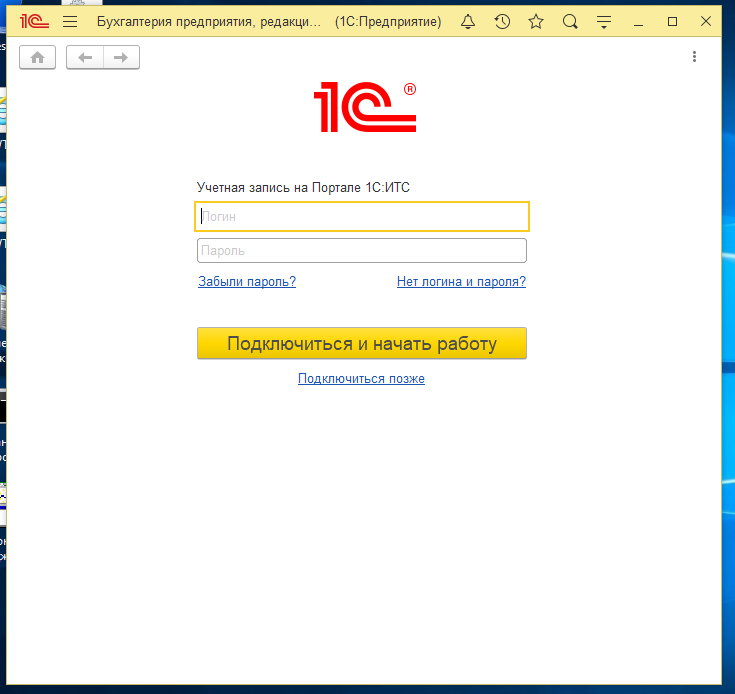 1С Бухгалтерия предприятия, редакци... (1С:Предприятие)
1С®
Учетная запись на Портале 1С:ИТС
Логин
Пароль
Забыли пароль? Нет логина и пароля?
Подключиться и начать работу
Подключиться позже